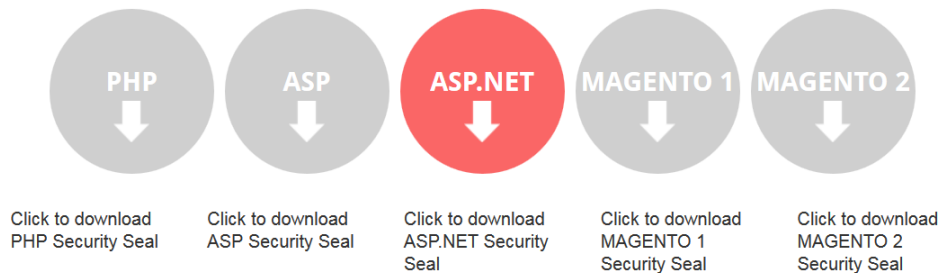 PHP
ASP
ASP.NET
MAGENTO 1
MAGENTO 2
Click to download
PHP Security Seal
Click to download
ASP Security Seal
Click to download
ASP.NET Security
Seal
Click to download
MAGENTO 1
Security Seal
Click to download
MAGENTO 2
Security Seal